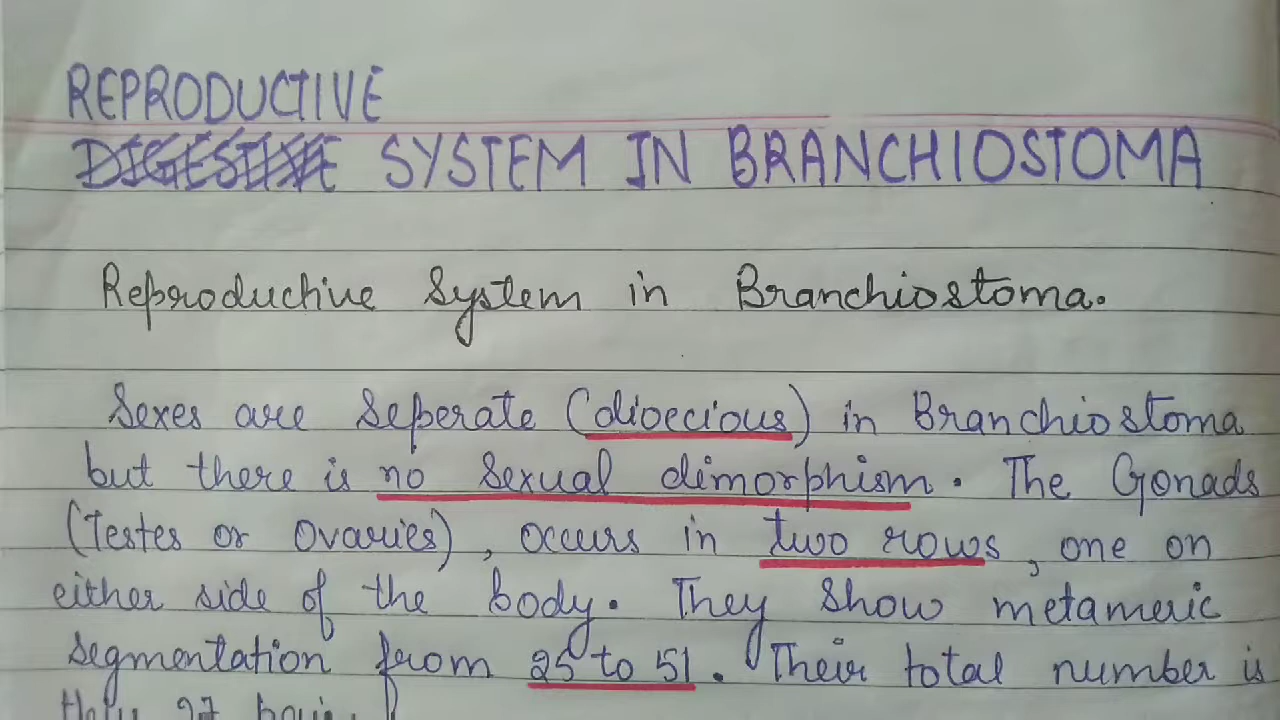 REPRODUCTIVE
DIGESTIVE SYSTEM IN BRANCHIOSTOMA
Reproductive System in Branchiostoma.
Sexes are Seperate (dioecious) in Branchiostoma
but there is no sexual dimorphism. The Gonads
(Testes or Ovaries), occurs in two rows, one on
either side of the body. They show metameric
segmentation from 25 to 51. Their total number is
27